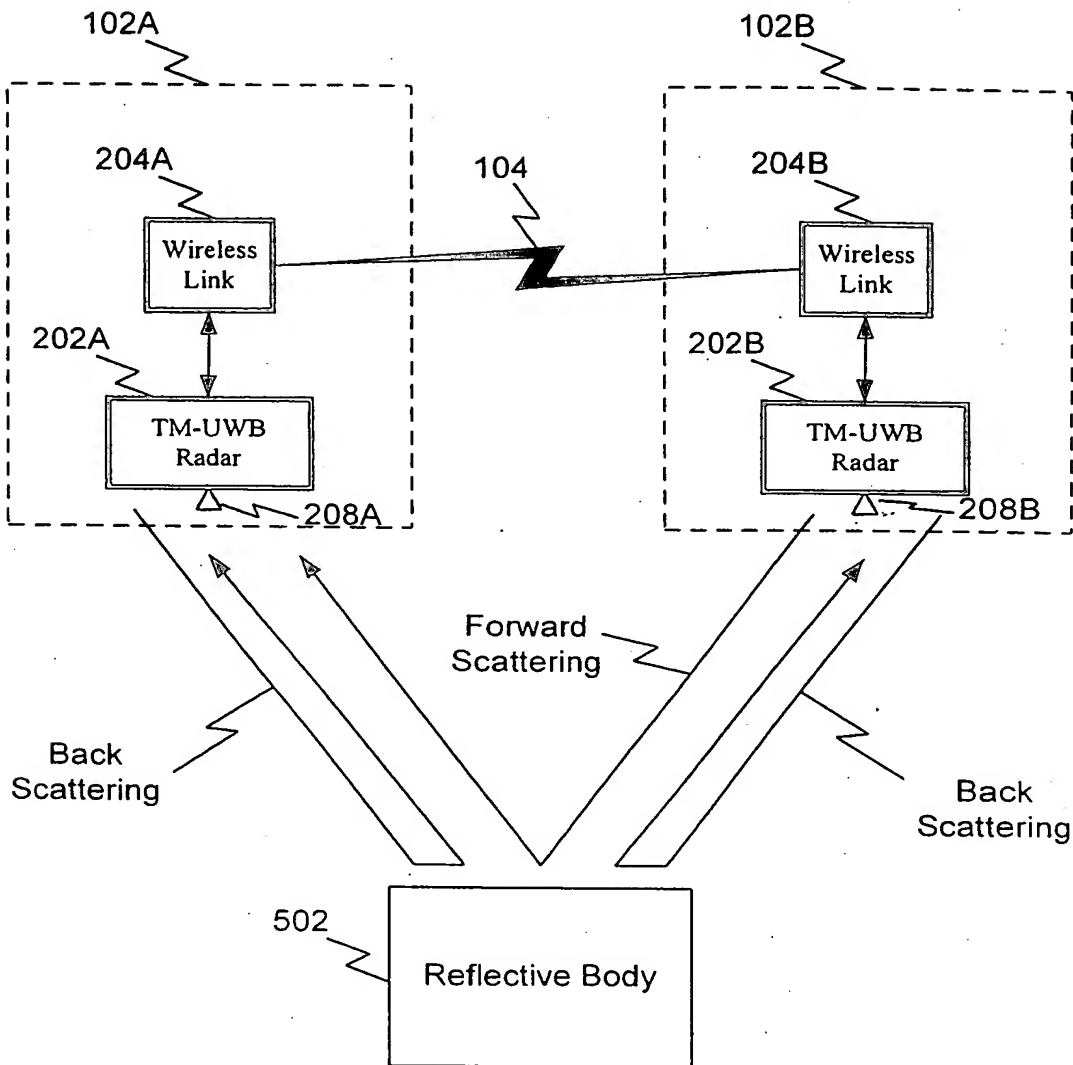 102A
102B
204A
104
204B
Wireless
Link
Wireless
Link
202A
202B
TM-UWB
Radar
TM-UWB
Radar
208A
208B
Forward
Scattering
Back
Scattering
Back
Scattering
502
Reflective Body